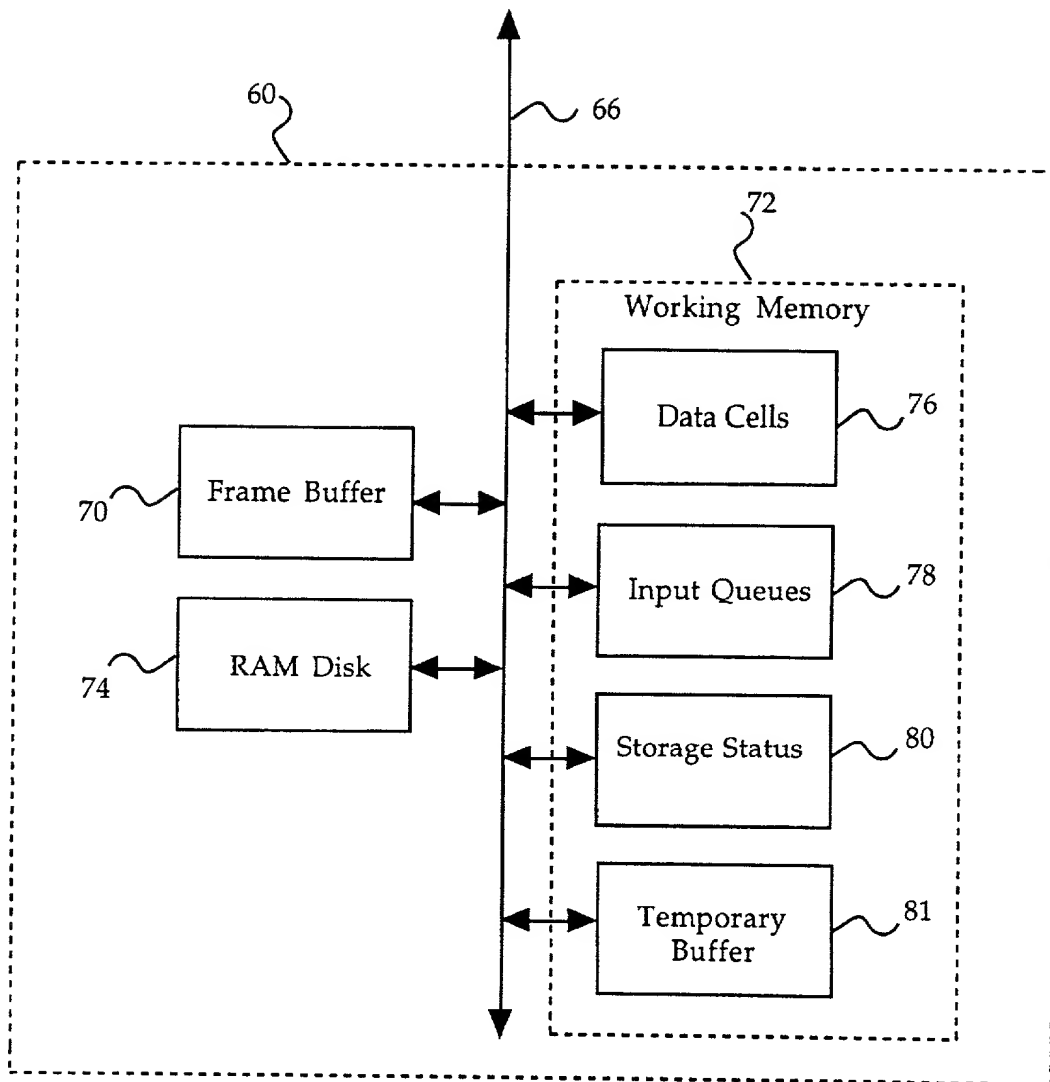 60
66
72
Working Memory
Data Cells
76
Frame Buffer
70
Input Queues
78
RAM Disk
74
Storage Status
80
Temporary
Buffer
81